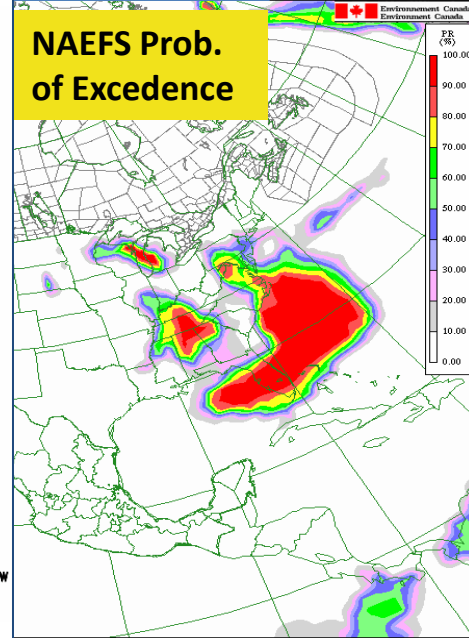 NAEFS Prob.
of Excedence
Environnement Canada
Environment Canada
PR
(%)
100.00
90.00
80.00
70.00
60.00
50.00
40.00
30.00
20.00
10.00
0.00
W